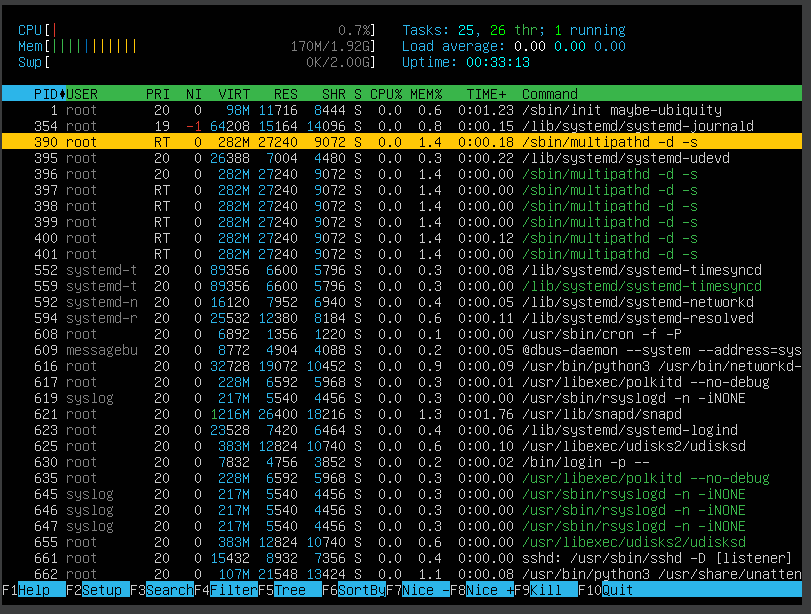 CPU[| 0.7%] Tasks: 25, 26 thr; 1 running
Mem[||||||||||| 170M/1.92G] Load average: 0.00 0.00 0.00
Swp[ 0K/2.00G] Uptime: 00:33:13
PID♦USER PRI NI VIRT RES SHR S CPU% MEM% TIME+ Command
1 root 20 0 98M 11716 8444 S 0.0 0.6 0:01.23 /sbin/init maybe-ubiquity
354 root 19 -1 64208 15164 14096 S 0.0 0.8 0:00.15 /lib/systemd/systemd-journald
390 root RT 0 282M 27240 9072 S 0.0 1.4 0:00.18 /sbin/multipathd -d -s
395 root 20 0 26388 7004 4480 S 0.0 0.3 0:00.22 /lib/systemd/systemd-udevd
396 root 20 0 282M 27240 9072 S 0.0 1.4 0:00.00 /sbin/multipathd -d -s
397 root RT 0 282M 27240 9072 S 0.0 1.4 0:00.00 /sbin/multipathd -d -s
398 root RT 0 282M 27240 9072 S 0.0 1.4 0:00.00 /sbin/multipathd -d -s
399 root RT 0 282M 27240 9072 S 0.0 1.4 0:00.00 /sbin/multipathd -d -s
400 root RT 0 282M 27240 9072 S 0.0 1.4 0:00.12 /sbin/multipathd -d -s
401 root RT 0 282M 27240 9072 S 0.0 1.4 0:00.00 /sbin/multipathd -d -s
552 systemd-t 20 0 89356 6600 5796 S 0.0 0.3 0:00.08 /lib/systemd/systemd-timesyncd
559 systemd-t 20 0 89356 6600 5796 S 0.0 0.3 0:00.00 /lib/systemd/systemd-timesyncd
592 systemd-n 20 0 16120 7952 6940 S 0.0 0.4 0:00.05 /lib/systemd/systemd-networkd
594 systemd-r 20 0 25532 12380 8184 S 0.0 0.6 0:00.11 /lib/systemd/systemd-resolved
608 root 20 0 6892 1356 1220 S 0.0 0.1 0:00.00 /usr/sbin/cron -f -P
609 messagebu 20 0 8772 4904 4088 S 0.0 0.2 0:00.05 @dbus-daemon --system --address=sys
616 root 20 0 32728 19072 10452 S 0.0 0.9 0:00.09 /usr/bin/python3 /usr/bin/networkd-
617 root 20 0 228M 6592 5968 S 0.0 0.3 0:00.01 /usr/libexec/polkitd --no-debug
619 syslog 20 0 217M 5540 4456 S 0.0 0.3 0:00.00 /usr/sbin/rsyslogd -n -iNONE
621 root 20 0 1216M 26400 18216 S 0.0 1.3 0:01.76 /usr/lib/snapd/snapd
623 root 20 0 23528 7420 6464 S 0.0 0.4 0:00.06 /lib/systemd/systemd-logind
625 root 20 0 383M 12824 10740 S 0.0 0.6 0:00.10 /usr/libexec/udisks2/udisksd
630 root 20 0 7832 4756 3852 S 0.0 0.2 0:00.02 /bin/login -p --
635 root 20 0 228M 6592 5968 S 0.0 0.3 0:00.00 /usr/libexec/polkitd --no-debug
645 syslog 20 0 217M 5540 4456 S 0.0 0.3 0:00.00 /usr/sbin/rsyslogd -n -iNONE
646 syslog 20 0 217M 5540 4456 S 0.0 0.3 0:00.00 /usr/sbin/rsyslogd -n -iNONE
647 syslog 20 0 217M 5540 4456 S 0.0 0.3 0:00.00 /usr/sbin/rsyslogd -n -iNONE
655 root 20 0 383M 12824 10740 S 0.0 0.6 0:00.00 /usr/libexec/udisks2/udisksd
661 root 20 0 15432 8932 7356 S 0.0 0.4 0:00.00 sshd: /usr/sbin/sshd -D [listener]
662 root 20 0 107M 21548 13424 S 0.0 1.1 0:00.08 /usr/bin/python3 /usr/share/unatten
F1Help F2Setup F3SearchF4FilterF5Tree F6SortByF7Nice -F8Nice +F9Kill F10Quit